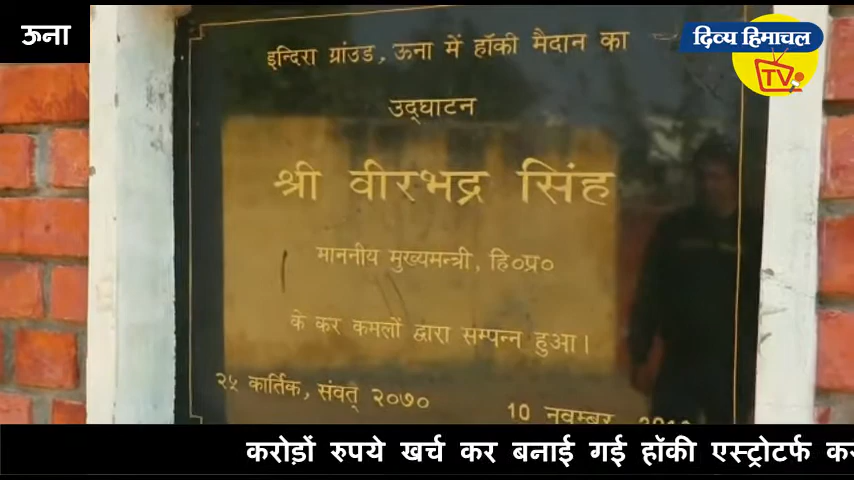 ऊना
दिव्य हिमाचल
TV
इन्दिरा ग्रांउड, ऊना में हॉकी मैदान का
उद्घाटन
श्री वीरभद्र सिंह
माननीय मुख्यमन्त्री, हि०प्र०
के कर कमलों द्वारा सम्पन्न हुआ।
२५ कार्तिक, संवत् २०७०
10 नवम्बर
करोड़ों रुपये खर्च कर बनाई गई हॉकी एस्ट्रोटर्फ